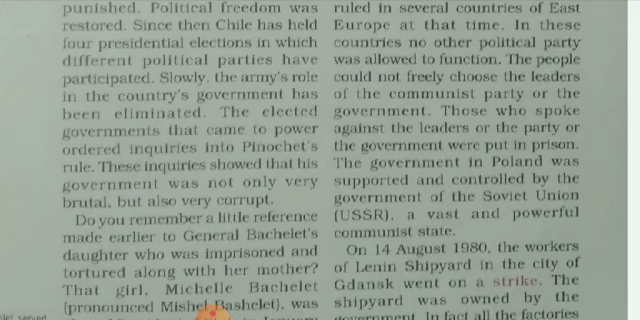 punished. Political freedom was
restored. Since then Chile has held
four presidential elections in which
different political parties have
participated. Slowly, the army's role
in the country's government has
been eliminated. The elected
governments that came to power
ordered inquiries into Pinochet's
rule. These inquiries showed that his
government was not only very
brutal, but also very corrupt.
Do you remember a little reference
made earlier to General Bachelet's
daughter who was imprisoned and
tortured along with her mother?
That girl, Michelle Bachelet
(pronounced Mishel Bashelet), was
ruled in several countries of East
Europe at that time. In these
countries no other political party
was allowed to function. The people
could not freely choose the leaders
of the communist party or the
government. Those who spoke
against the leaders or the party or
the government were put in prison.
The government in Poland was
supported and controlled by the
government of the Soviet Union
(USSR), a vast and powerful
communist state.
On 14 August 1980, the workers
of Lenin Shipyard in the city of
Gdansk went on a strike. The
shipyard was owned by the
government. In fact all the factories